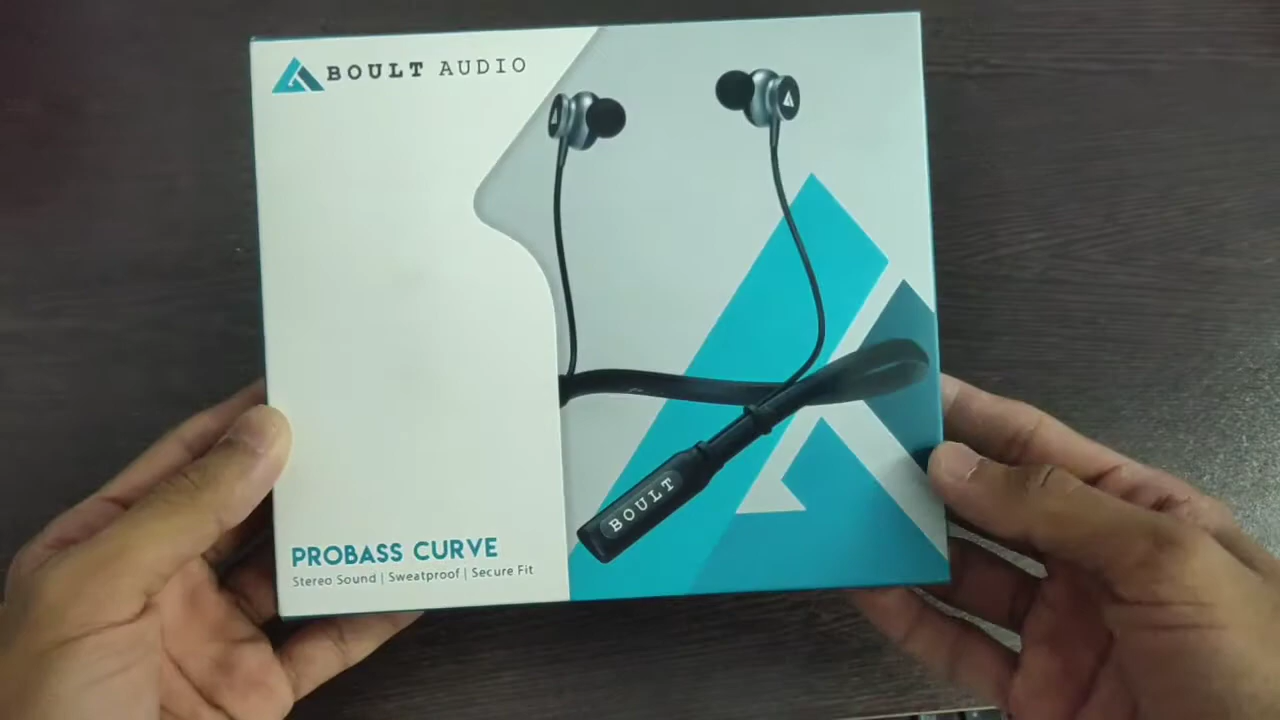 BOULT AUDIO
BOULT
PROBASS CURVE
Stereo Sound | Sweatproof | Secure Fit